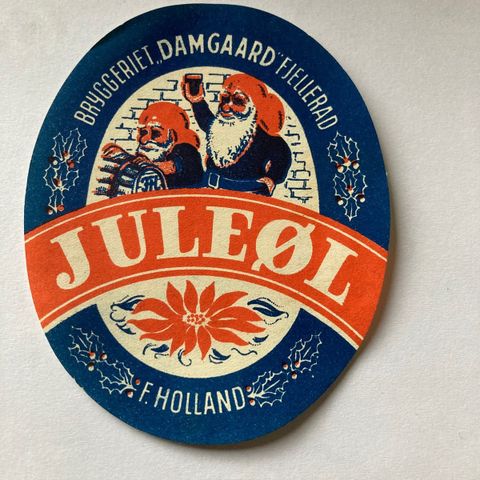 BRYGGERIET „DAMGAARD" FJELLERAD
JULEØL
F. HOLLAND